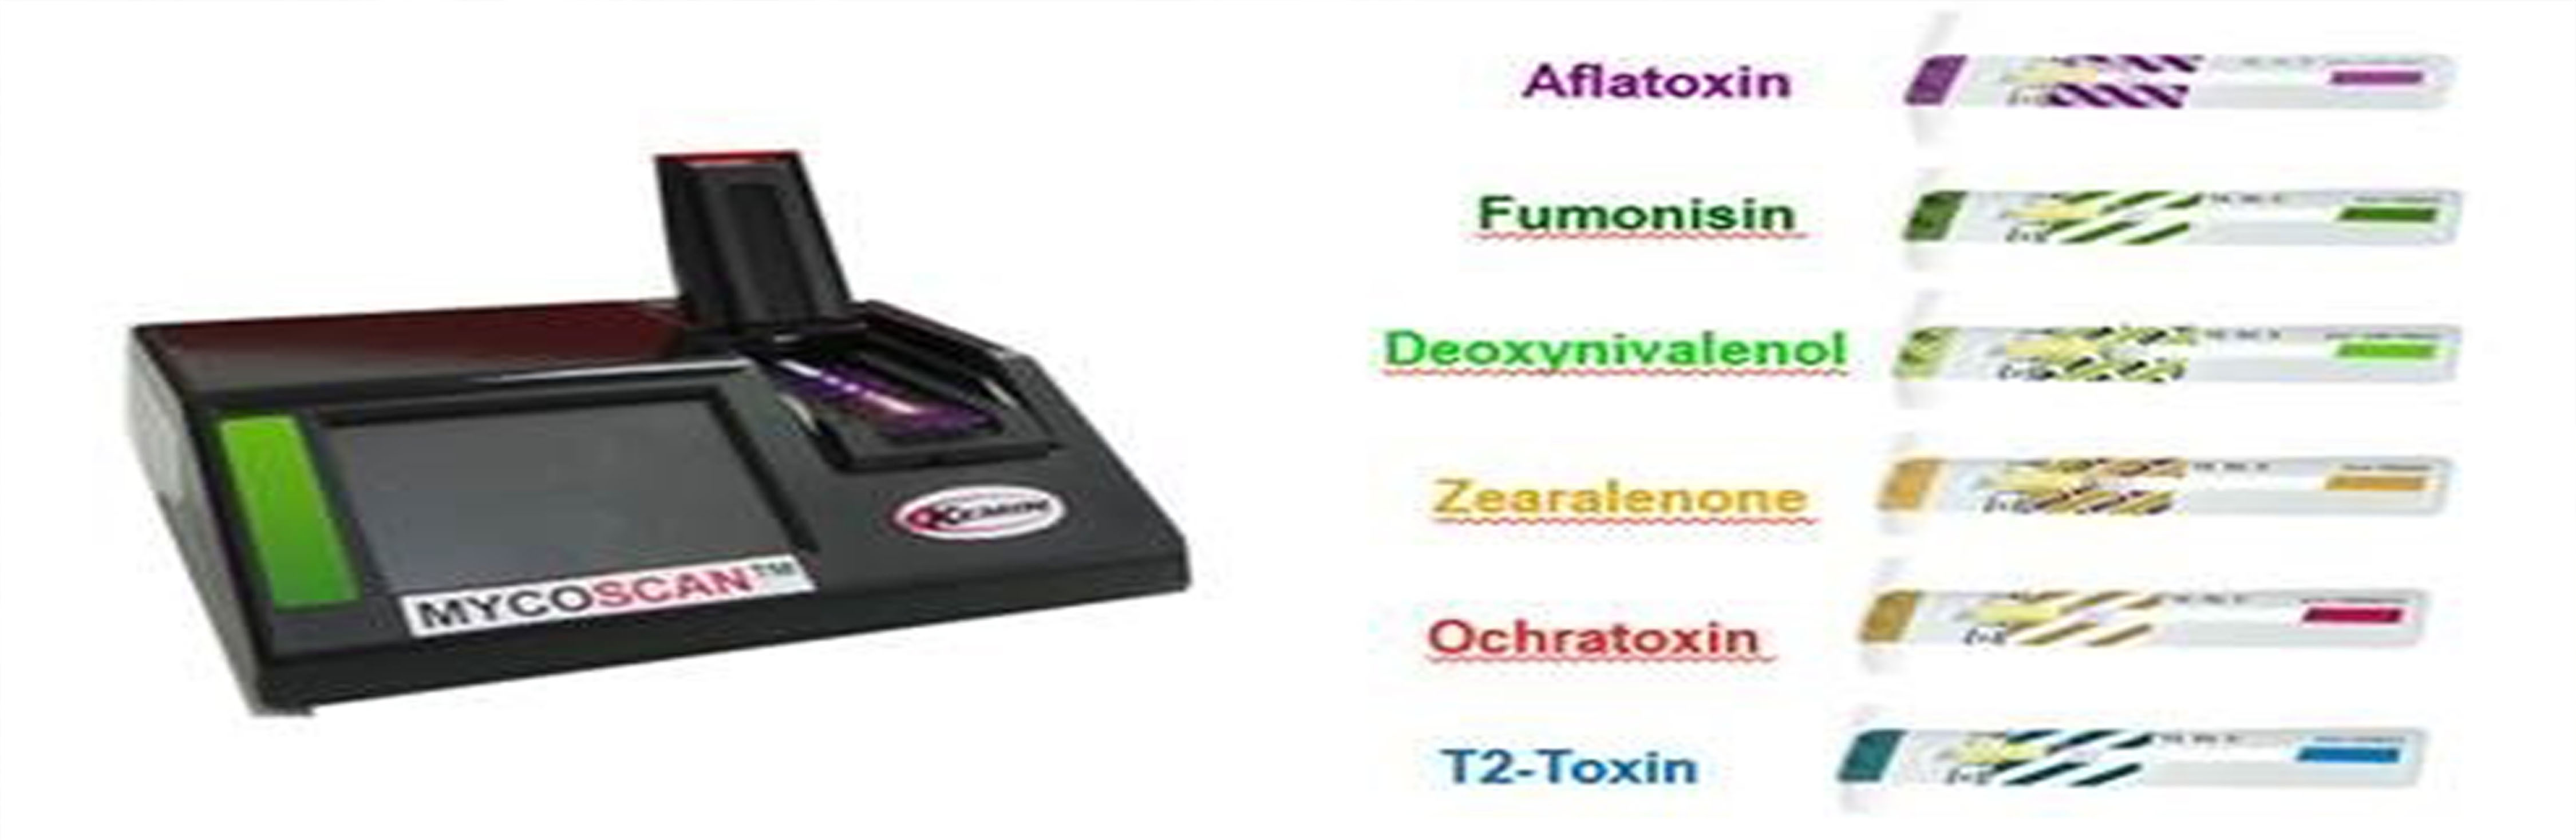 MYCOSCAN™
Aflatoxin
Fumonisin
Deoxynivalenol
Zearalenone
Ochratoxin
T2-Toxin